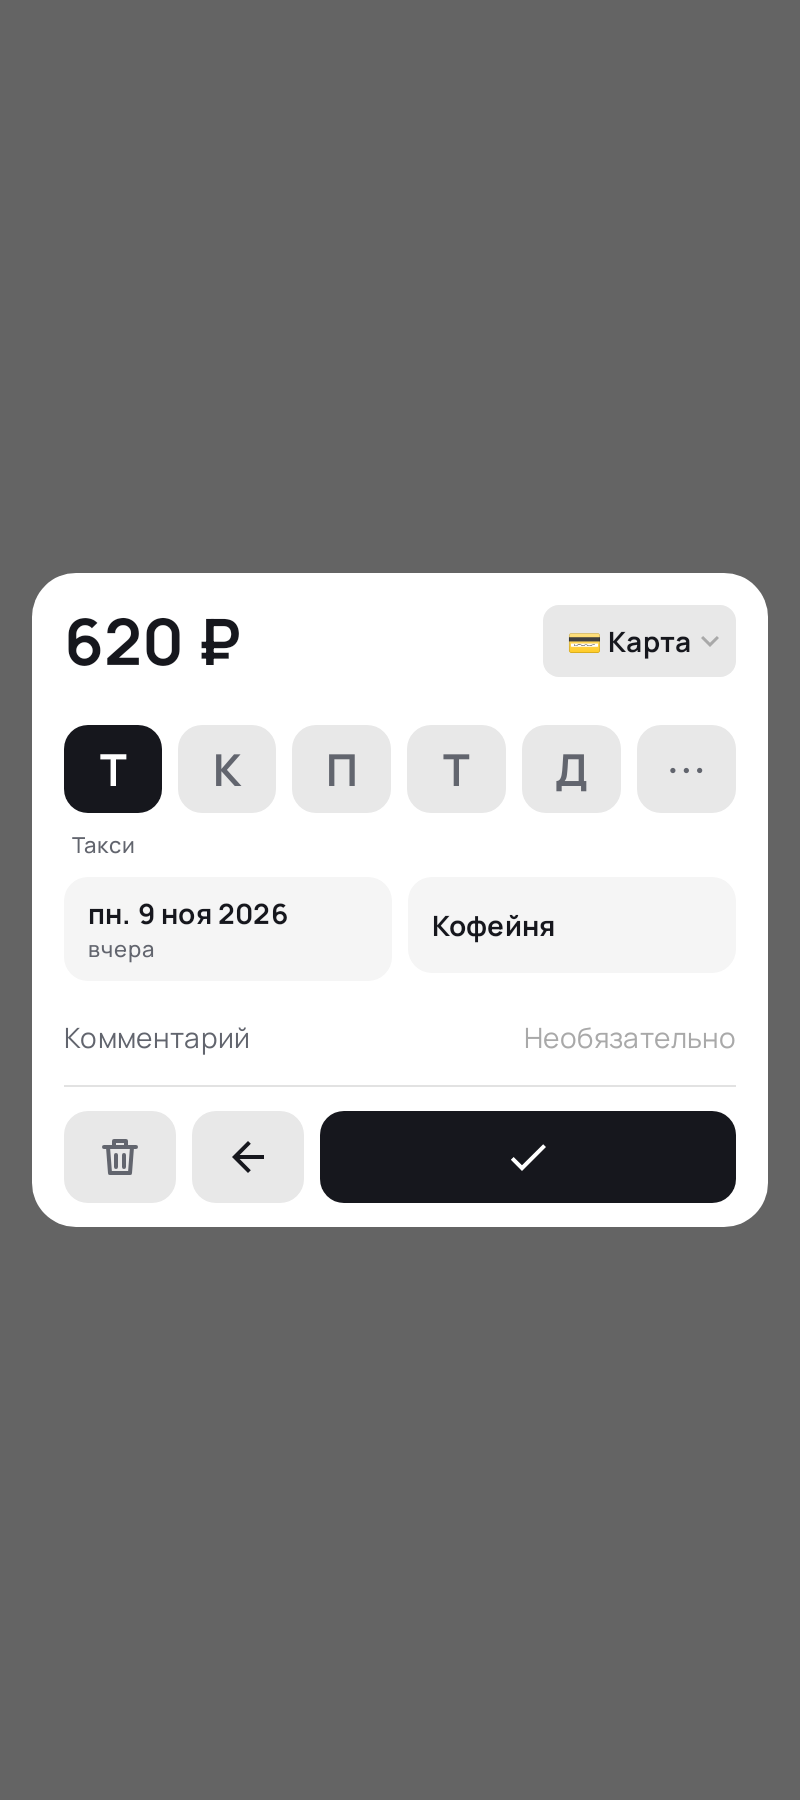 620 ₽
💳 Карта
Т К П Т Д ···
Такси
пн. 9 ноя 2026
вчера
Кофейня
Комментарий Необязательно